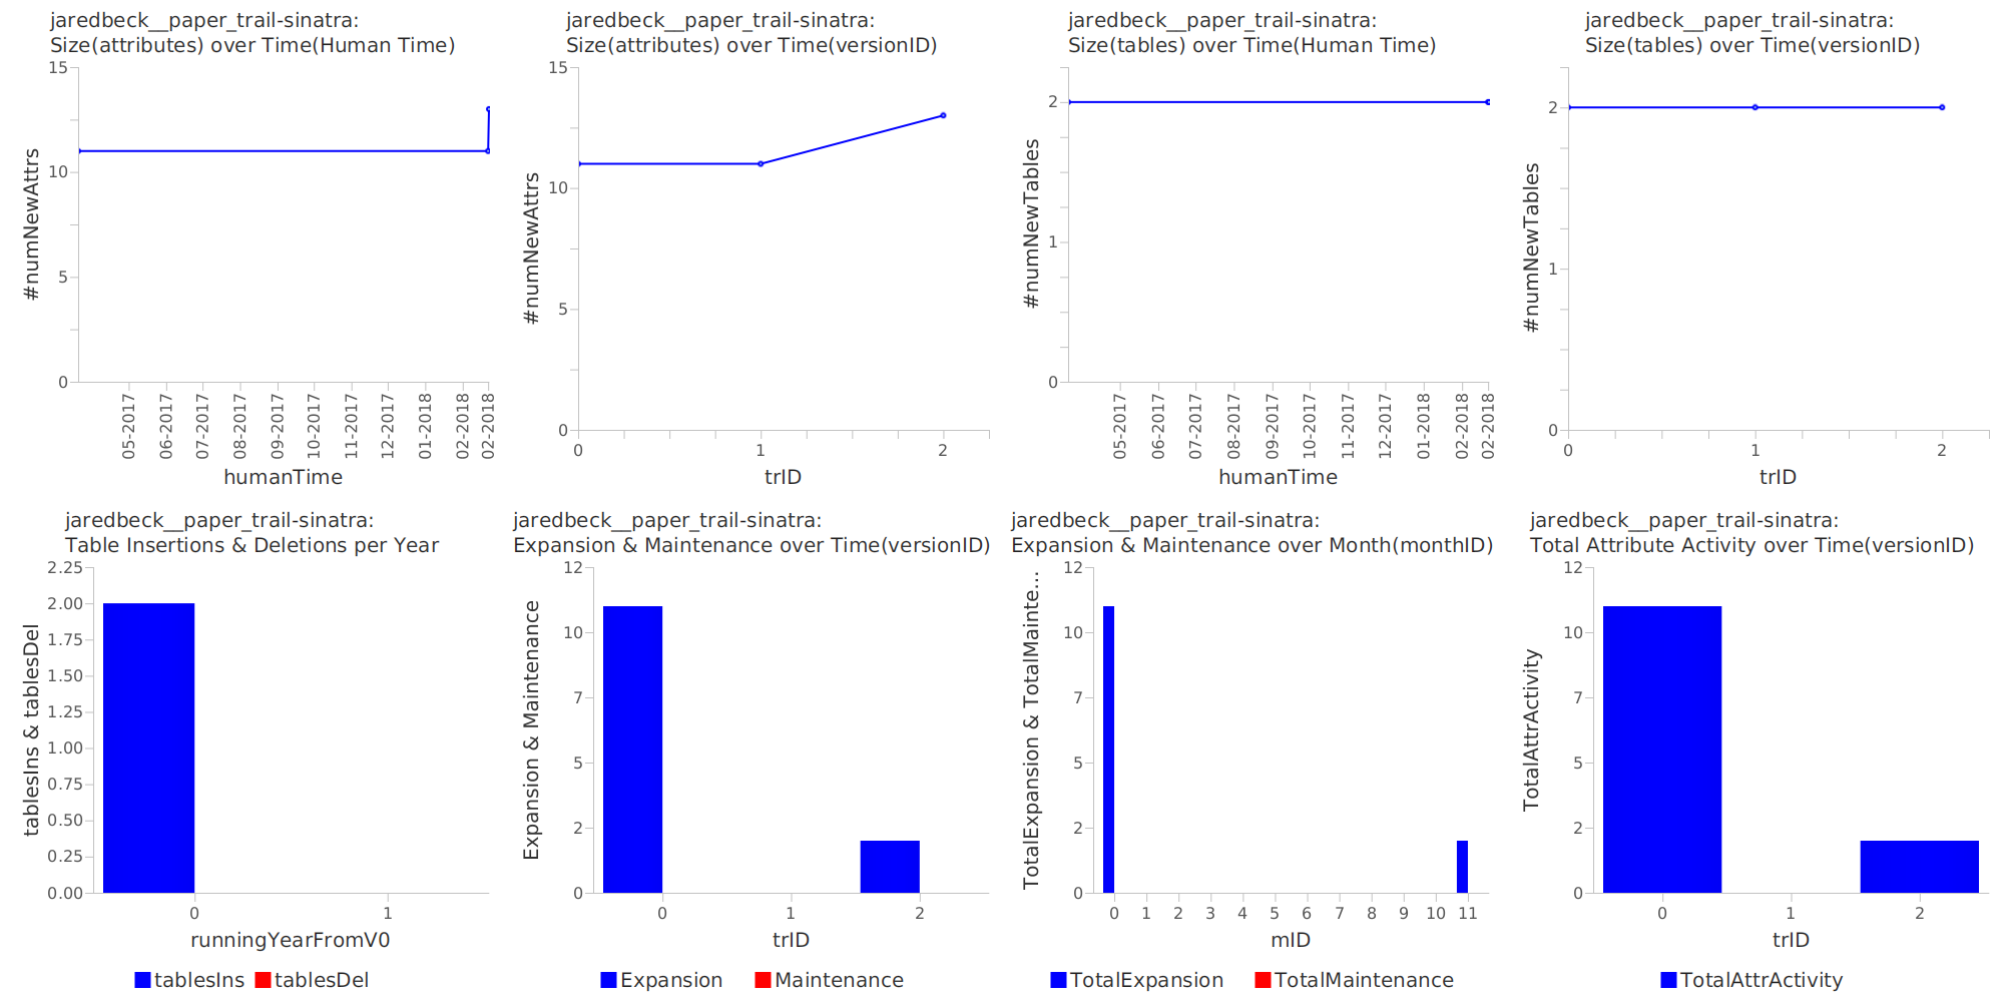 jaredbeck__paper_trail-sinatra:
Size(attributes) over Time(Human Time)
15
10
5
0
#numNewAttrs
05-2017
06-2017
07-2017
08-2017
09-2017
10-2017
11-2017
12-2017
01-2018
02-2018
02-2018
humanTime
jaredbeck__paper_trail-sinatra:
Size(attributes) over Time(versionID)
15
10
5
0
#numNewAttrs
0 1 2
trID
jaredbeck__paper_trail-sinatra:
Size(tables) over Time(Human Time)
2
1
0
#numNewTables
05-2017
06-2017
07-2017
08-2017
09-2017
10-2017
11-2017
12-2017
01-2018
02-2018
02-2018
humanTime
jaredbeck__paper_trail-sinatra:
Size(tables) over Time(versionID)
2
1
0
#numNewTables
0 1 2
trID
jaredbeck__paper_trail-sinatra:
Table Insertions & Deletions per Year
2.25
2.00
1.75
1.50
1.25
1.00
0.75
0.50
0.25
0.00
tablesIns & tablesDel
0 1
runningYearFromV0
tablesIns tablesDel
jaredbeck__paper_trail-sinatra:
Expansion & Maintenance over Time(versionID)
12
10
7
5
2
0
Expansion & Maintenance
0 1 2
trID
Expansion Maintenance
jaredbeck__paper_trail-sinatra:
Expansion & Maintenance over Month(monthID)
12
10
7
5
2
0
TotalExpansion & TotalMainte...
0 1 2 3 4 5 6 7 8 9 10 11
mID
TotalExpansion TotalMaintenance
jaredbeck__paper_trail-sinatra:
Total Attribute Activity over Time(versionID)
12
10
7
5
2
0
TotalAttrActivity
0 1 2
trID
TotalAttrActivity